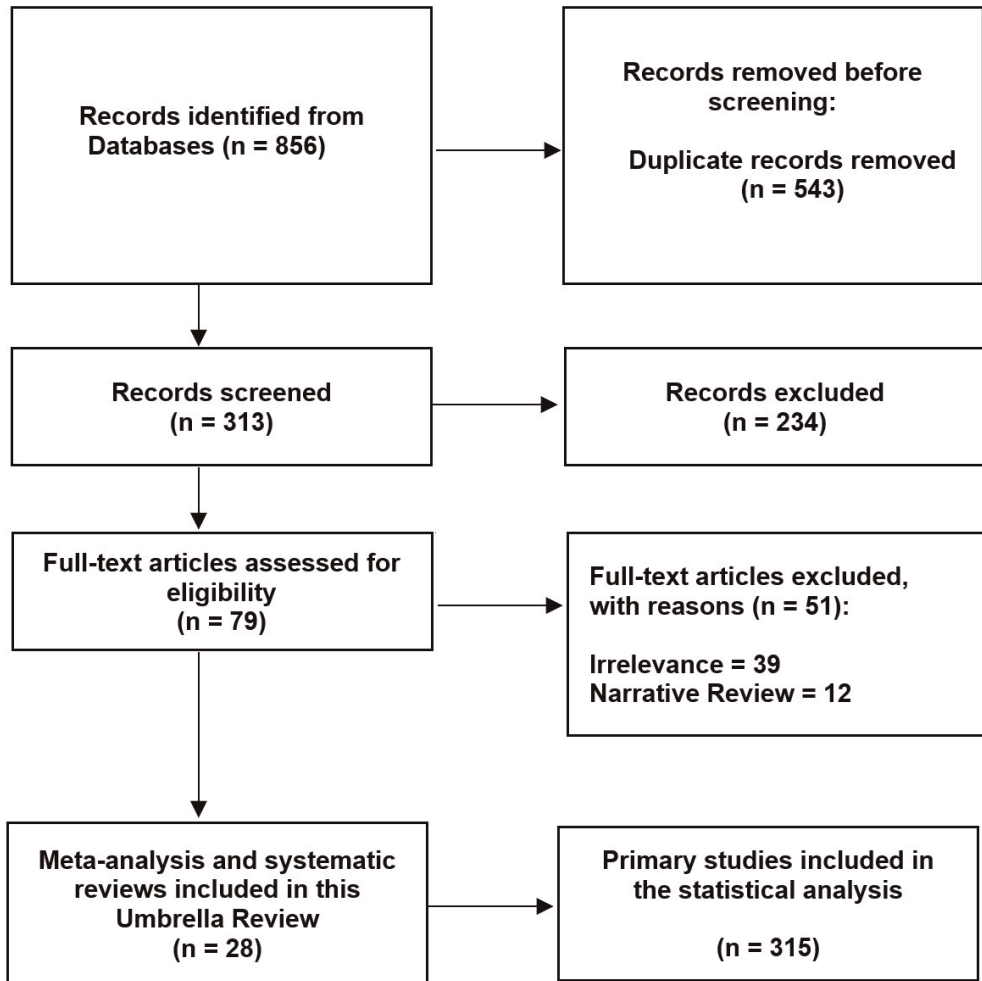 Records identified from
Databases (n = 856)
Records removed before
screening:
Duplicate records removed
(n = 543)
Records screened
(n = 313)
Records excluded
(n = 234)
Full-text articles assessed for
eligibility
(n = 79)
Full-text articles excluded,
with reasons (n = 51):
Irrelevance = 39
Narrative Review = 12
Meta-analysis and systematic
reviews included in this
Umbrella Review
(n = 28)
Primary studies included in
the statistical analysis
(n = 315)